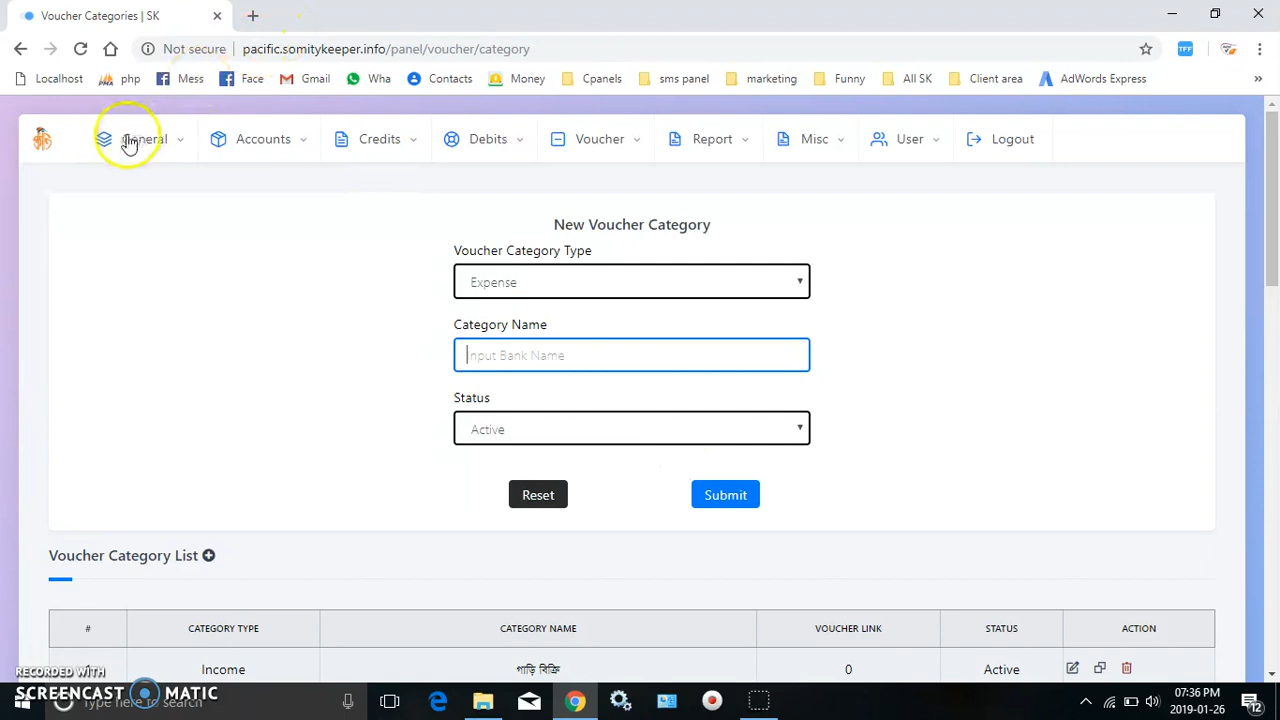 Voucher Categories | SK
Not secure
pacific.somitykeeper.info/panel/voucher/category
Localhost
php
Mess
Face
Gmail
Wha
Contacts
Money
Cpanels
sms panel
marketing
Funny
All SK
Client area
AdWords Express
»
General
Accounts
Credits
Debits
Voucher
Report
Misc
User
Logout
New Voucher Category
Voucher Category Type
Expense
Category Name
Input Bank Name
Status
Active
Reset
Submit
Voucher Category List
# CATEGORY TYPE CATEGORY NAME VOUCHER LINK STATUS ACTION
Income গাড়ি বিক্রি 0 Active
RECORDED WITH
SCREENCAST MATIC
Type here to search
07:36 PM
2019-01-26
12